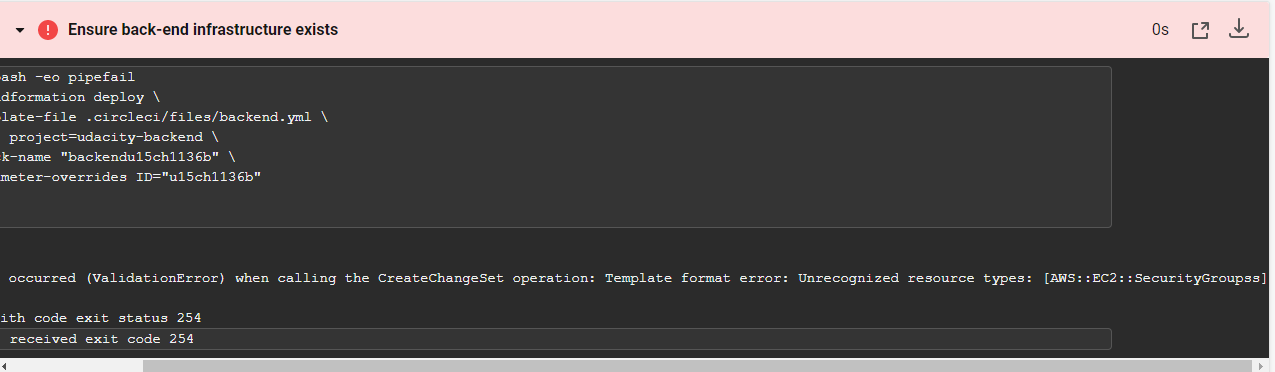 Ensure back-end infrastructure exists
0s
ash -eo pipefail
dformation deploy \
late-file .circleci/files/backend.yml \
project=udacity-backend \
k-name "backendu15ch1136b" \
meter-overrides ID="u15ch1136b"
occurred (ValidationError) when calling the CreateChangeSet operation: Template format error: Unrecognized resource types: [AWS::EC2::SecurityGroupss]
ith code exit status 254
received exit code 254